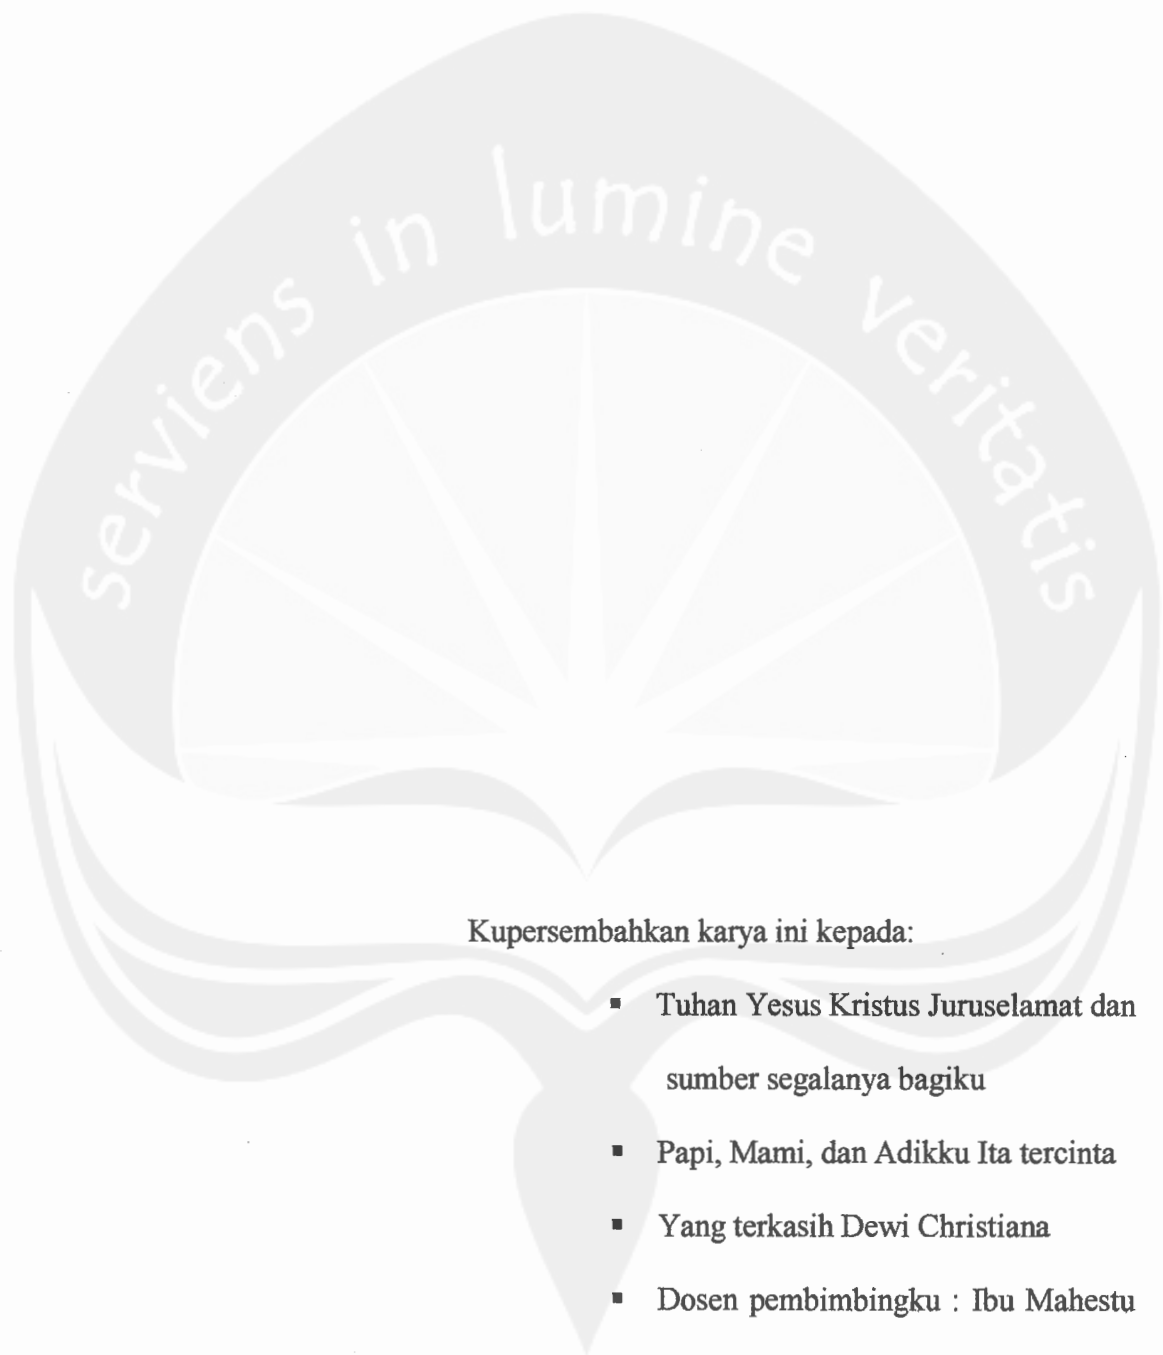 serviens in lumine veritatis
Kupersembahkan karya ini kepada:
▪ Tuhan Yesus Kristus Juruselamat dan
sumber segalanya bagiku
▪ Papi, Mami, dan Adikku Ita tercinta
▪ Yang terkasih Dewi Christiana
▪ Dosen pembimbingku : Ibu Mahestu